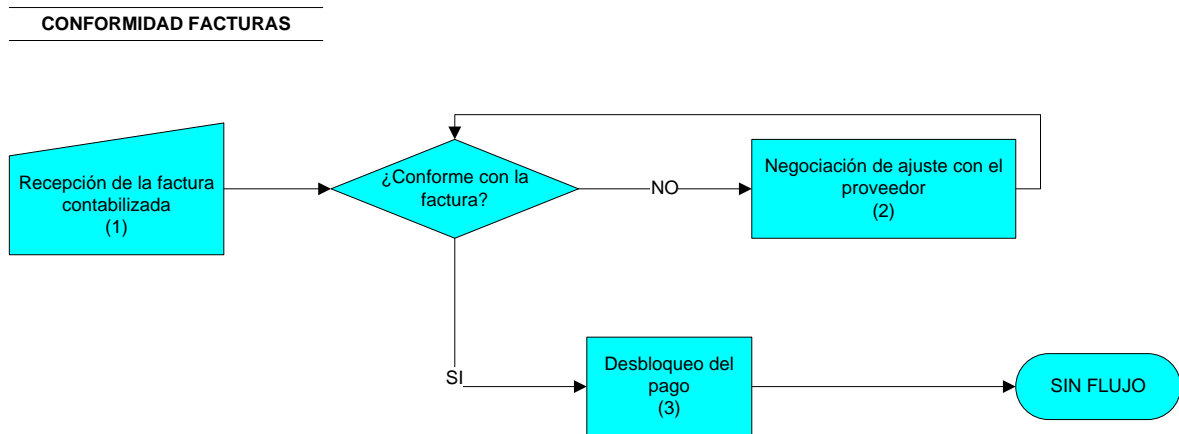 CONFORMIDAD FACTURAS
Recepción de la factura
contabilizada
(1)
¿Conforme con la
factura?
NO
Negociación de ajuste con el
proveedor
(2)
SI
Desbloqueo del
pago
(3)
SIN FLUJO